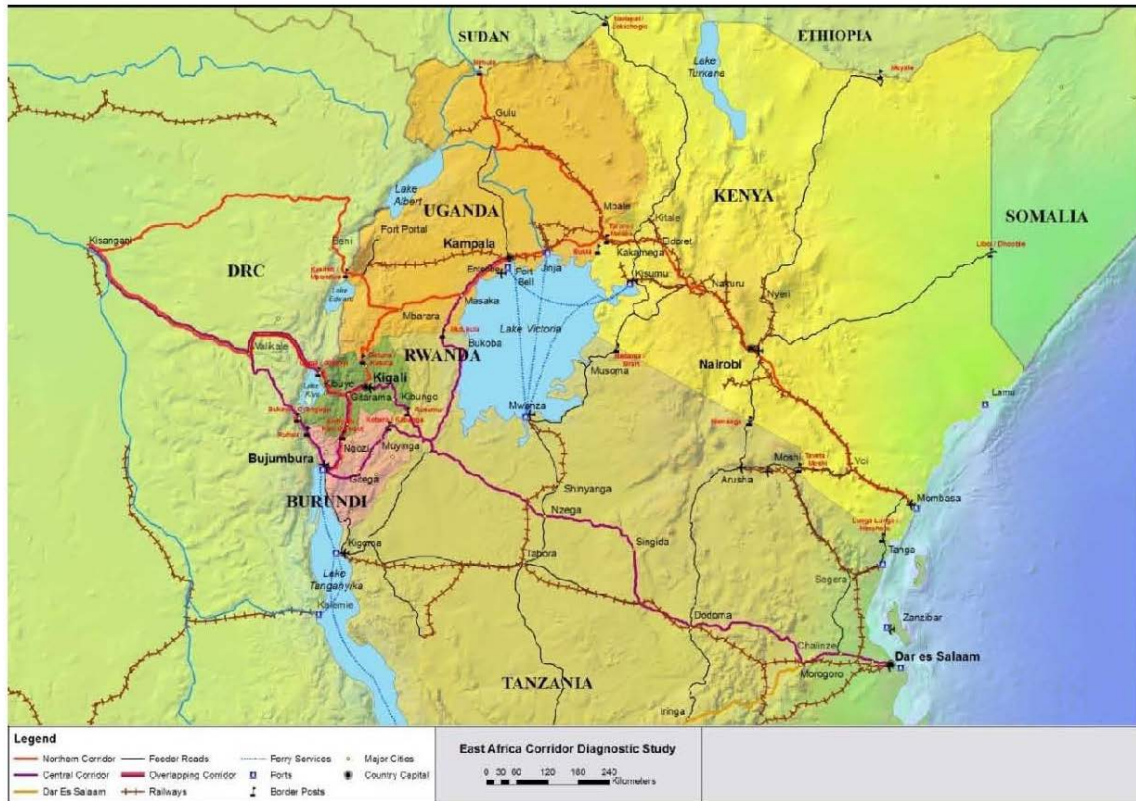 SUDAN
ETHIOPIA
Lake
Turkana
Moyale
Nimule
Gulu
Lake
Albert
UGANDA
KENYA
SOMALIA
Mbale
Kitale
Eldoret
Fort Portal
Kampala
Kakamega
Entebbe
Port
Bell
Jinja
Kisumu
Nakuru
Nyeri
Kisangani
DRC
Beni
Lake
Masaka
Mbarara
Lake Victoria
Bukoba
RWANDA
Walikale
Kibuye
Kigali
Gitarama
Kibungo
Lake
Musoma
Nairobi
Lamu
Mwanza
Ngozi
Muyinga
Bujumbura
Gitega
BURUNDI
Shinyanga
Nzega
Namanga
Moshi
Arusha
Voi
Mombasa
Kigoma
Tabora
Singida
Tanga
Segera
Lake
Tanganyika
Kalemie
Dodoma
Zanzibar
Chalinze
Dar es Salaam
Morogoro
TANZANIA
Iringa
Legend
Northern Corridor
Feeder Roads
Ferry Services
Major Cities
Central Corridor
Overlapping Corridor
Ports
Country Capital
Dar Es Salaam
Railways
Border Posts
East Africa Corridor Diagnostic Study
0 30 60 120 180 240
Kilometers